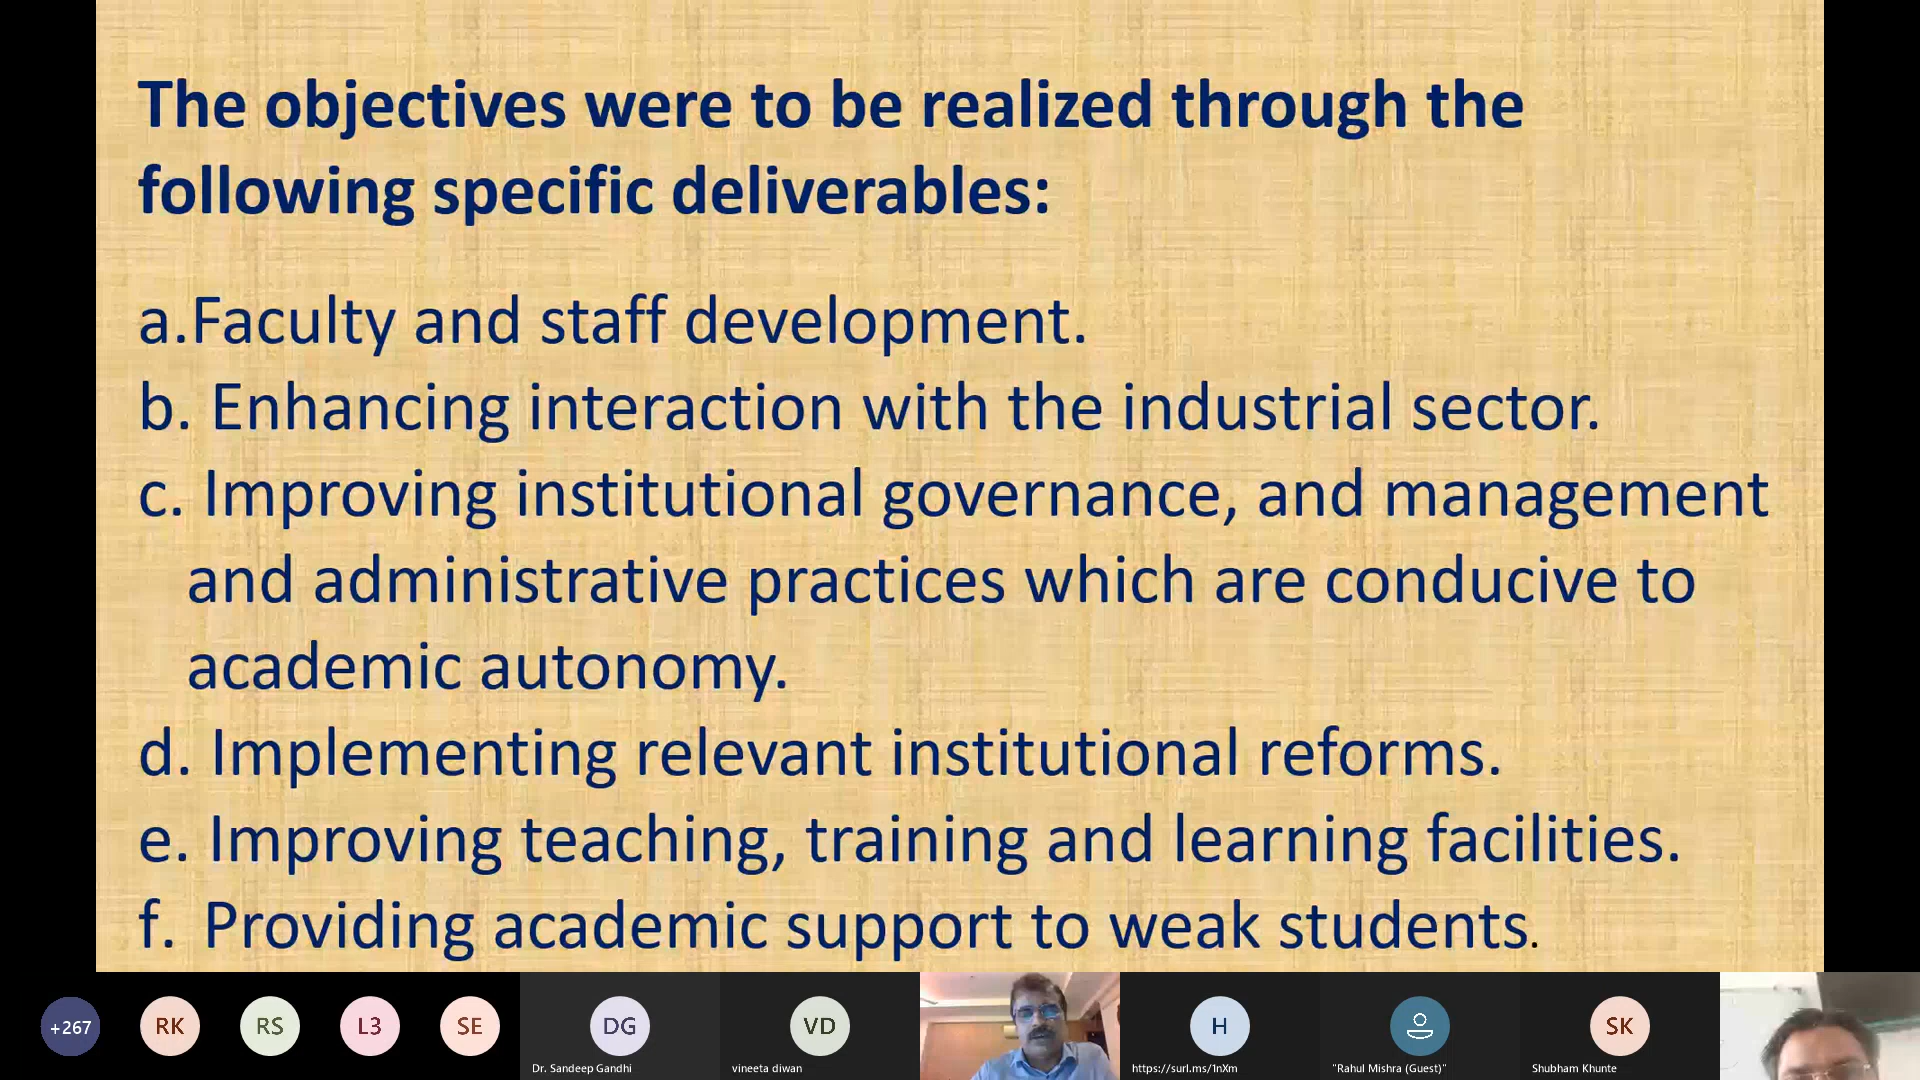 The objectives were to be realized through the
following specific deliverables:
a.Faculty and staff development.
b. Enhancing interaction with the industrial sector.
c. Improving institutional governance, and management
and administrative practices which are conducive to
academic autonomy.
d. Implementing relevant institutional reforms.
e. Improving teaching, training and learning facilities.
f. Providing academic support to weak students.
+267
RK
RS
L3
SE
DG
Dr. Sandeep Gandhi
VD
vineeta diwan
H
https://surl.ms/1nXm
"Rahul Mishra (Guest)"
SK
Shubham Khunte